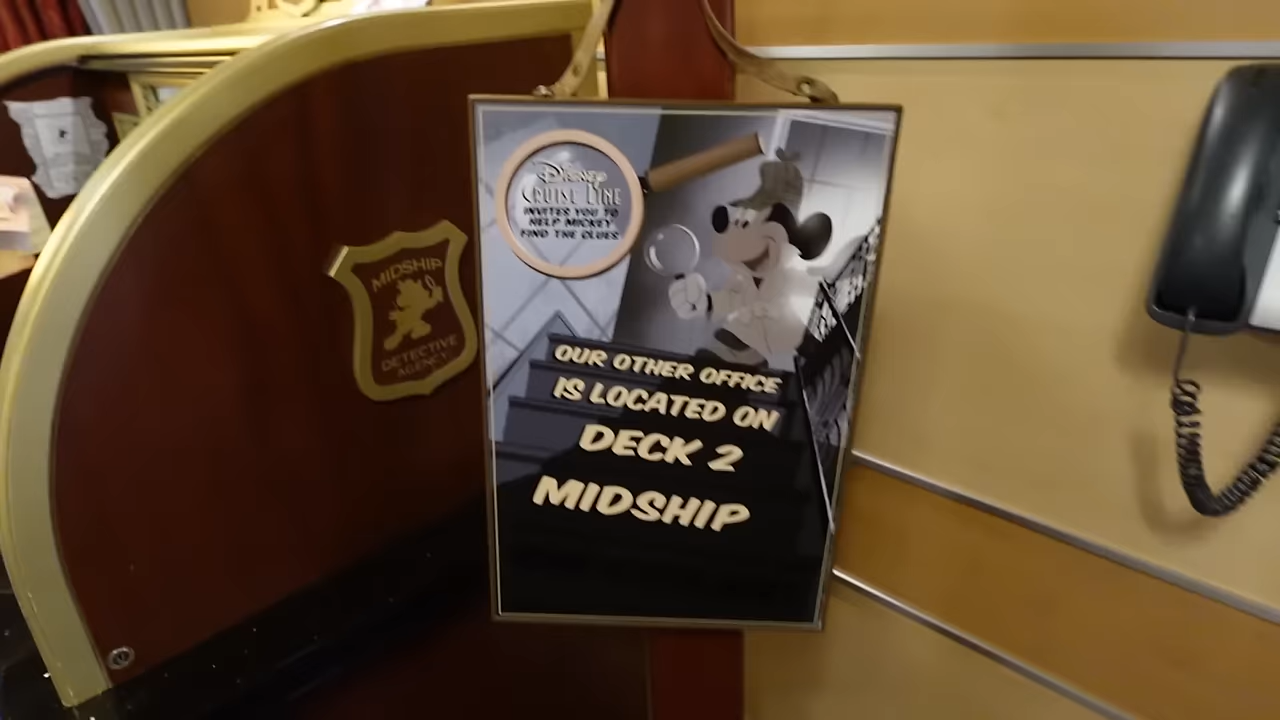 MIDSHIP
DETECTIVE
AGENCY
DISNEY
CRUISE LINE
INVITES YOU TO
HELP MICKEY
FIND THE CLUES
OUR OTHER OFFICE
IS LOCATED ON
DECK 2
MIDSHIP